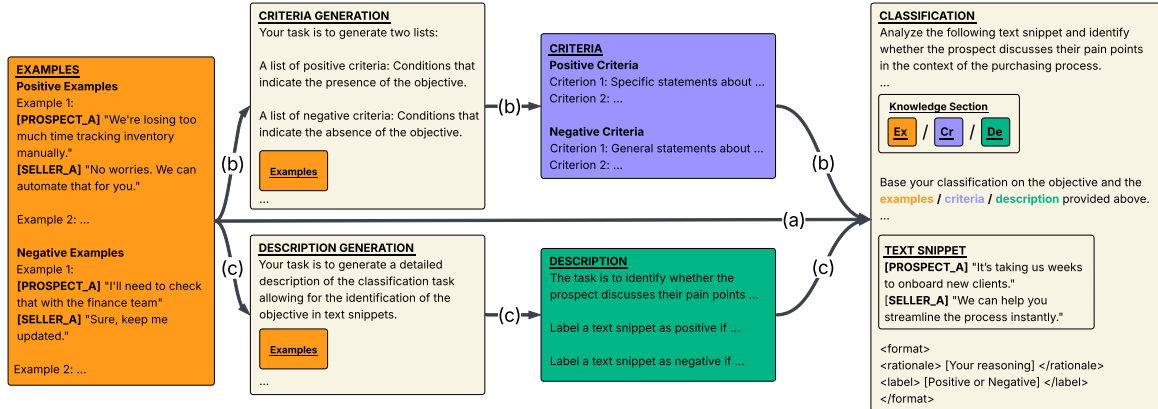 EXAMPLES
Positive Examples
Example 1:
[PROSPECT_A] "We're losing too
much time tracking inventory
manually."
[SELLER_A] "No worries. We can
automate that for you."
Example 2: ...
Negative Examples
Example 1:
[PROSPECT_A] "I'll need to check
that with the finance team"
[SELLER_A] "Sure, keep me
updated."
Example 2: ...
(b)
(c)
CRITERIA GENERATION
Your task is to generate two lists:
A list of positive criteria: Conditions that
indicate the presence of the objective.
A list of negative criteria: Conditions that
indicate the absence of the objective.
Examples
...
DESCRIPTION GENERATION
Your task is to generate a detailed
description of the classification task
allowing for the identification of the
objective in text snippets.
Examples
...
(b)
(c)
CRITERIA
Positive Criteria
Criterion 1: Specific statements about ...
Criterion 2: ...
Negative Criteria
Criterion 1: General statements about ...
Criterion 2: ...
DESCRIPTION
The task is to identify whether the
prospect discusses their pain points ...
Label a text snippet as positive if ...
Label a text snippet as negative if ...
(b)
(a)
(c)
CLASSIFICATION
Analyze the following text snippet and identify
whether the prospect discusses their pain points
in the context of the purchasing process.
...
Knowledge Section
Ex / Cr / De
Base your classification on the objective and the
examples / criteria / description provided above.
...
TEXT SNIPPET
[PROSPECT_A] "It's taking us weeks
to onboard new clients."
[SELLER_A] "We can help you
streamline the process instantly."
<format>
<rationale> [Your reasoning] </rationale>
<label> [Positive or Negative] </label>
</format>